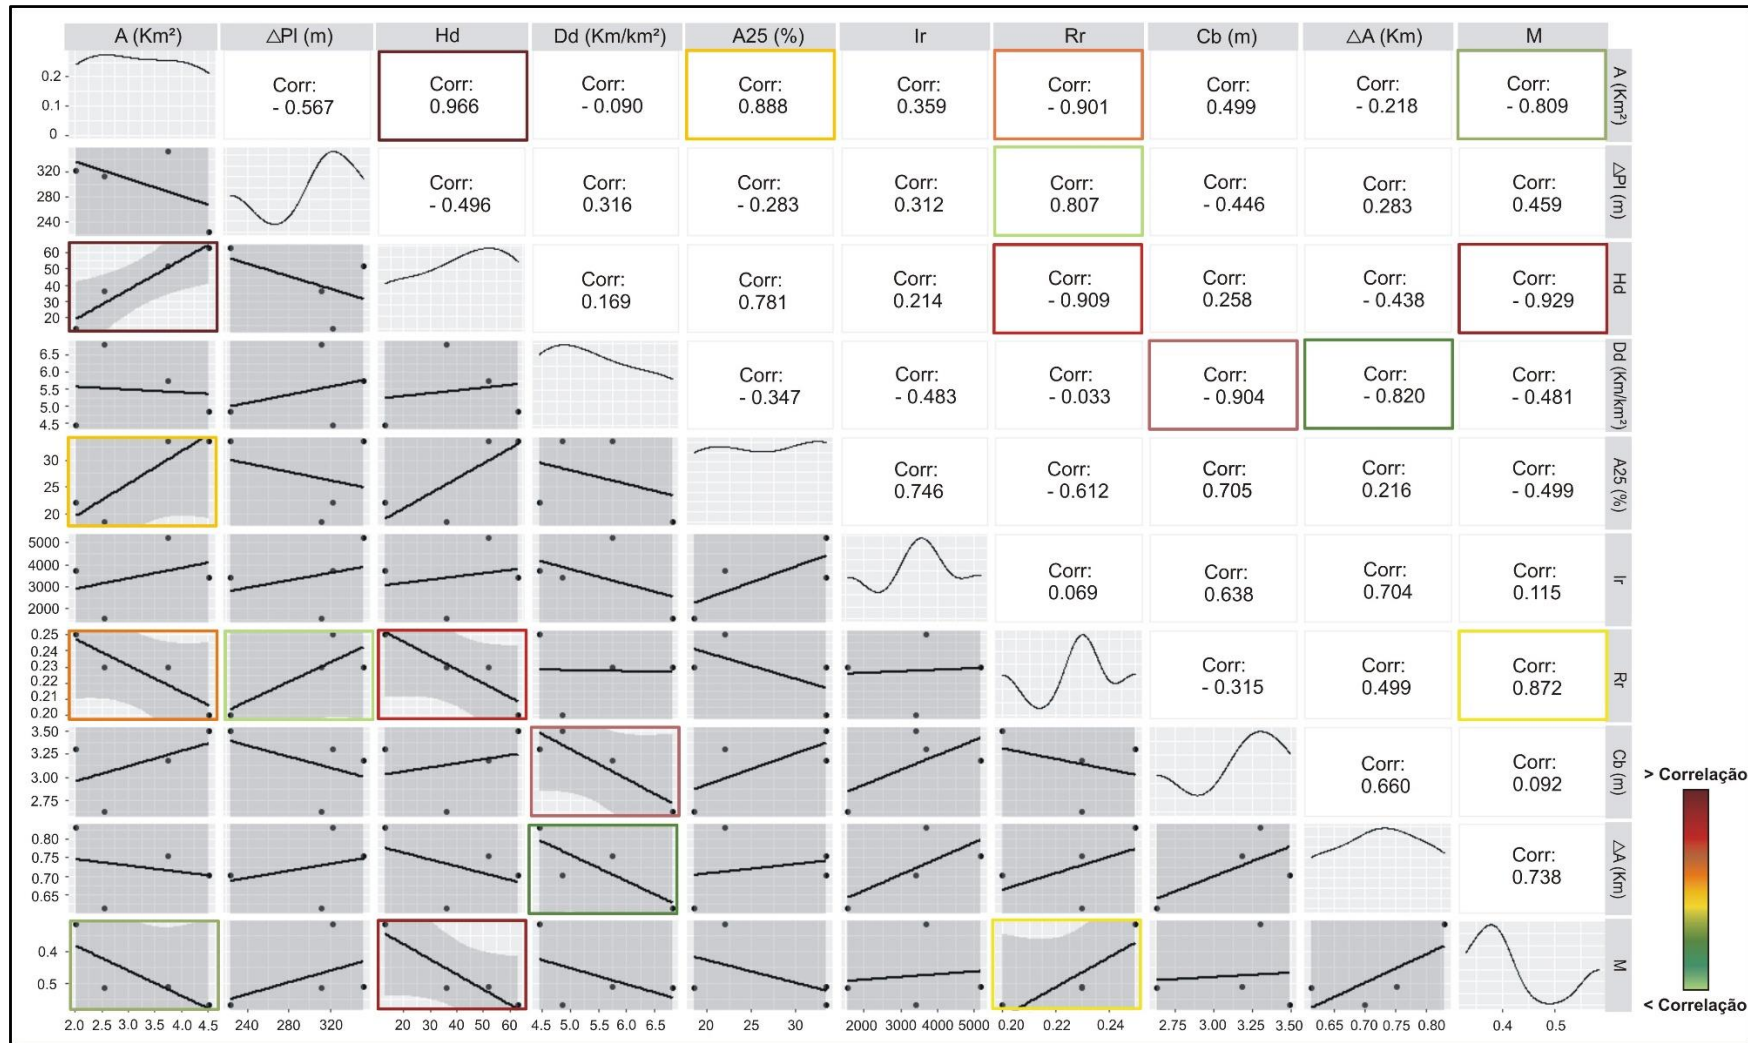 A (Km²) △Pl (m) Hd Dd (Km/km²) A25 (%) Ir Rr Cb (m) △A (Km) M
0.2
0.1
0
Corr: Corr: Corr: Corr: Corr: Corr: Corr: Corr: Corr:
- 0.567 0.966 - 0.090 0.888 0.359 - 0.901 0.499 - 0.218 - 0.809
A (Km²)
320
280
240
Corr: Corr: Corr: Corr: Corr: Corr: Corr: Corr:
- 0.496 0.316 - 0.283 0.312 0.807 - 0.446 0.283 0.459
△Pl (m)
60
50
40
30
20
Corr: Corr: Corr: Corr: Corr: Corr: Corr:
0.169 0.781 0.214 - 0.909 0.258 - 0.438 - 0.929
Hd
6.5
6.0
5.5
5.0
4.5
Corr: Corr: Corr: Corr: Corr: Corr:
- 0.347 - 0.483 - 0.033 - 0.904 - 0.820 - 0.481
Dd (Km/km²)
30
25
20
Corr: Corr: Corr: Corr: Corr:
0.746 - 0.612 0.705 0.216 - 0.499
A25 (%)
5000
4000
3000
2000
Corr: Corr: Corr: Corr:
0.069 0.638 0.704 0.115
Ir
0.25
0.24
0.23
0.22
0.21
0.20
Corr: Corr: Corr:
- 0.315 0.499 0.872
Rr
3.50
3.25
3.00
2.75
Corr: Corr:
0.660 0.092
Cb (m)
0.80
0.75
0.70
0.65
Corr:
0.738
△A (Km)
0.4
0.5
M
2.0 2.5 3.0 3.5 4.0 4.5 240 280 320 20 30 40 50 60 4.5 5.0 5.5 6.0 6.5 20 25 30 2000 3000 4000 5000 0.20 0.22 0.24 2.75 3.00 3.25 3.50 0.65 0.70 0.75 0.80 0.4 0.5
> Correlação
< Correlação